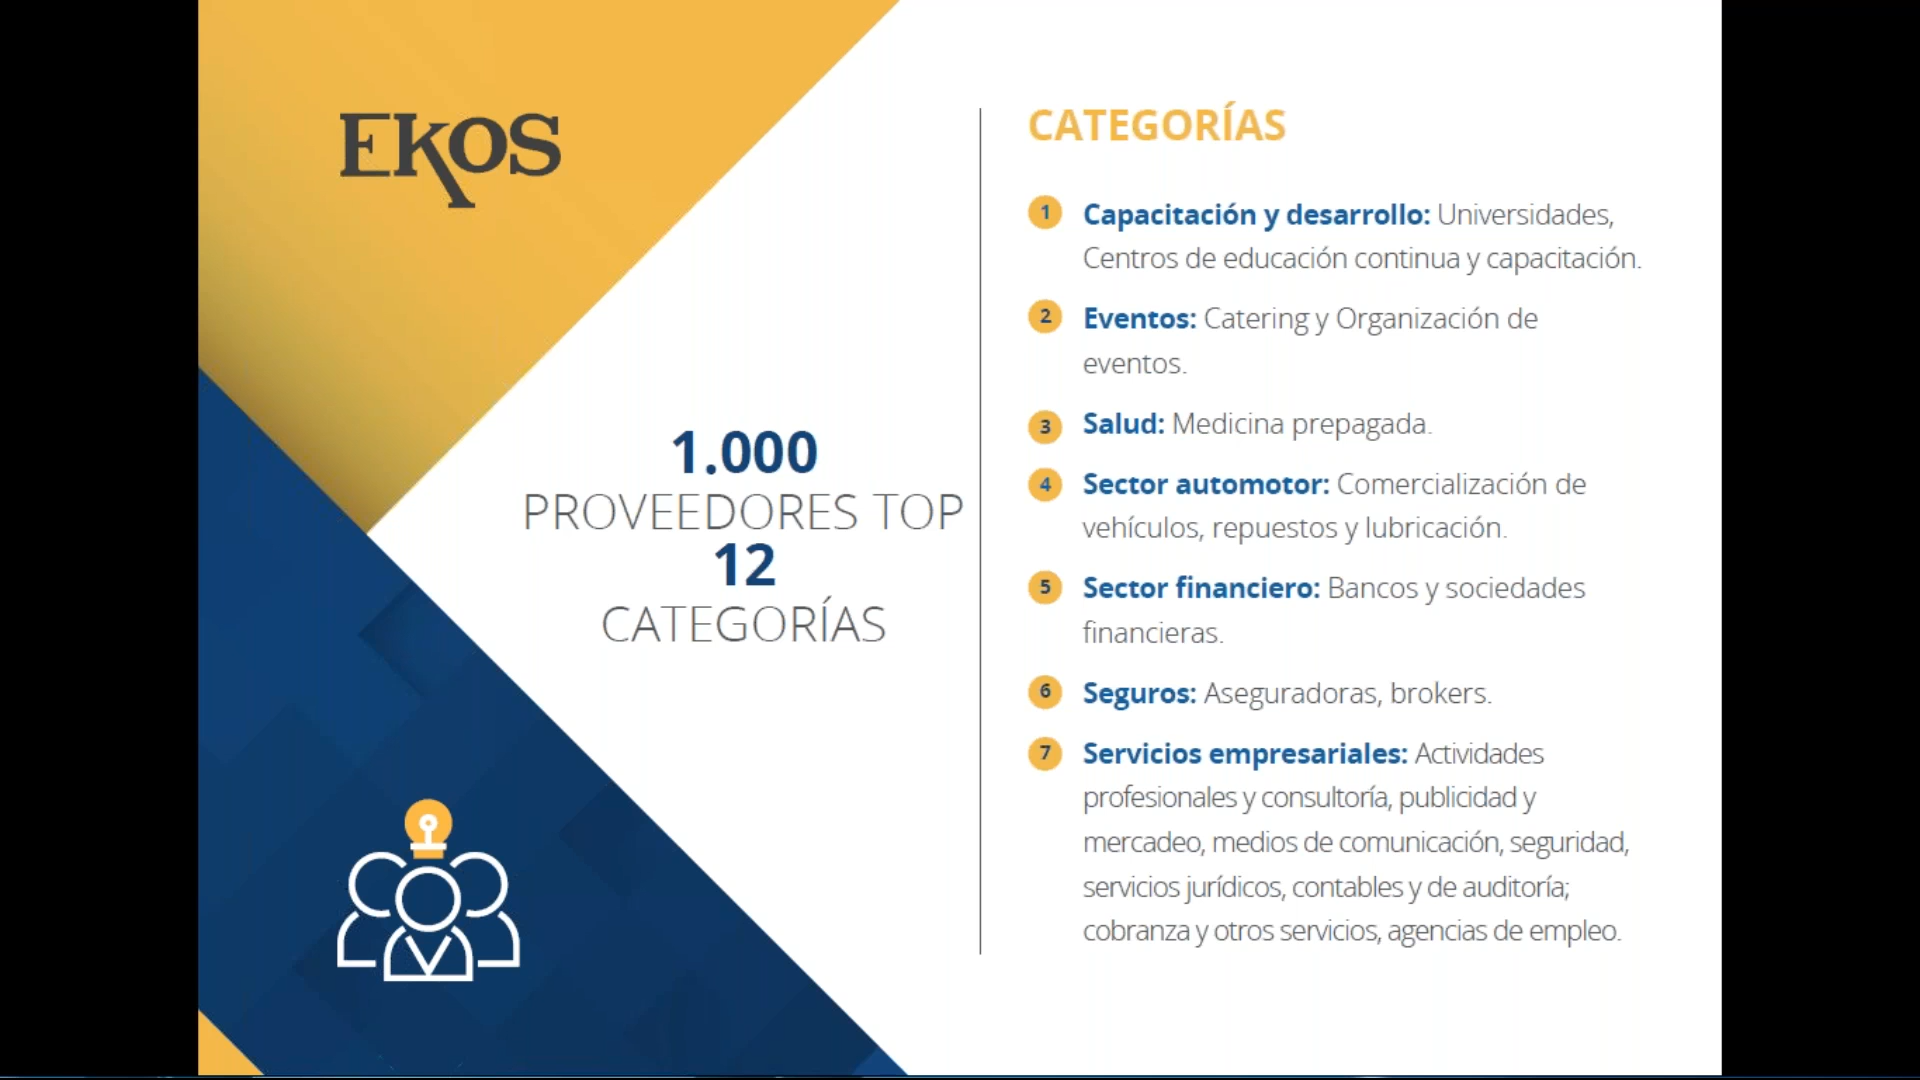 EKOS
1.000
PROVEEDORES TOP
12
CATEGORÍAS
CATEGORÍAS
1 Capacitación y desarrollo: Universidades,
Centros de educación continua y capacitación.
2 Eventos: Catering y Organización de
eventos.
3 Salud: Medicina prepagada.
4 Sector automotor: Comercialización de
vehículos, repuestos y lubricación.
5 Sector financiero: Bancos y sociedades
financieras.
6 Seguros: Aseguradoras, brokers.
7 Servicios empresariales: Actividades
profesionales y consultoría, publicidad y
mercadeo, medios de comunicación, seguridad,
servicios jurídicos, contables y de auditoría;
cobranza y otros servicios, agencias de empleo.